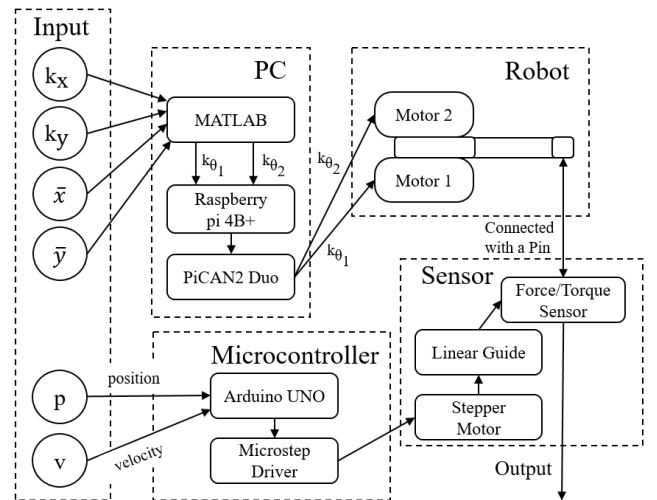 Input
k_x
k_y
x̄
ȳ
p
v
position
velocity
PC
MATLAB
k_θ₁
k_θ₂
Raspberry
pi 4B+
PiCAN2 Duo
k_θ₂
k_θ₁
Robot
Motor 2
Motor 1
Connected
with a Pin
Sensor
Force/Torque
Sensor
Linear Guide
Stepper
Motor
Microcontroller
Arduino UNO
Microstep
Driver
Output